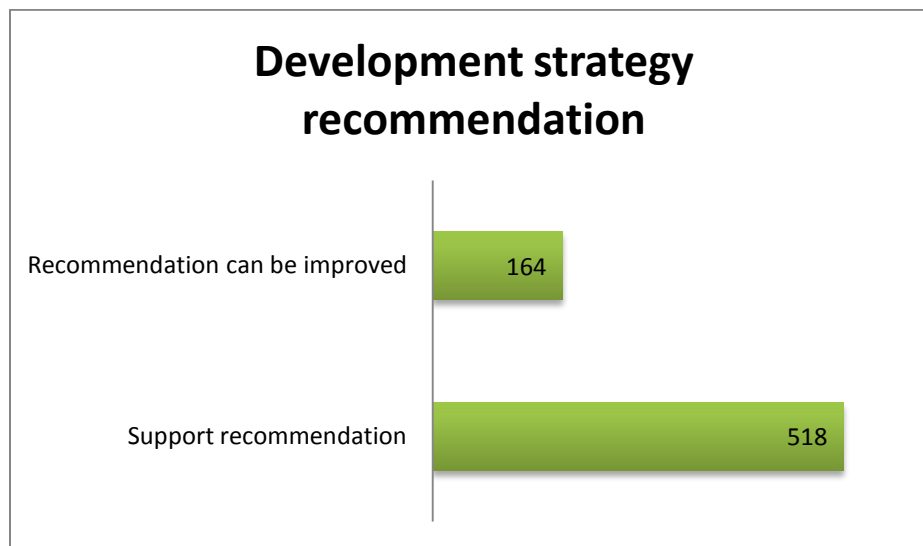 Development strategy
recommendation
Recommendation can be improved
164
Support recommendation
518